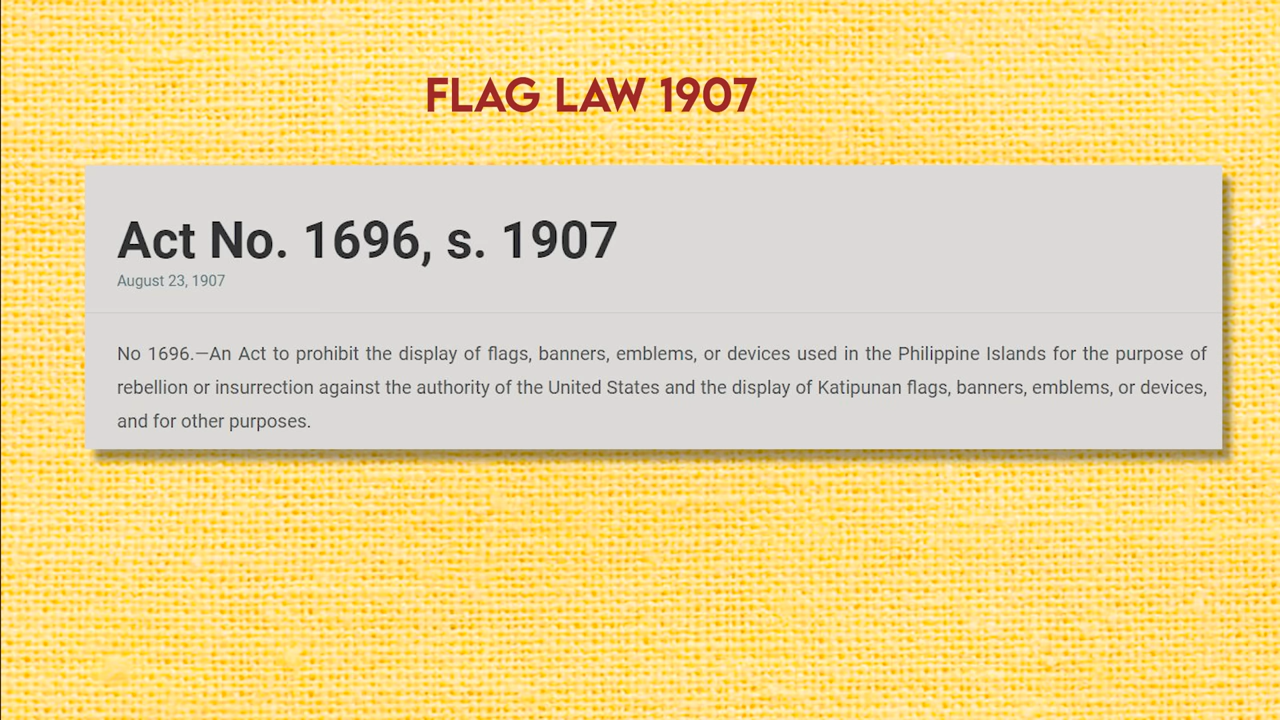 FLAG LAW 1907
Act No. 1696, s. 1907
August 23, 1907
No 1696.—An Act to prohibit the display of flags, banners, emblems, or devices used in the Philippine Islands for the purpose of
rebellion or insurrection against the authority of the United States and the display of Katipunan flags, banners, emblems, or devices,
and for other purposes.